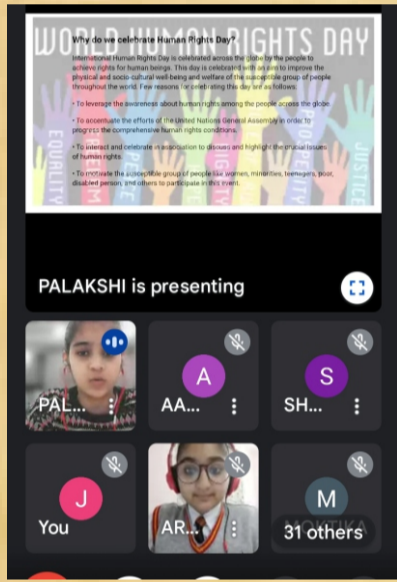 WORLD HUMAN RIGHTS DAY
Why do we celebrate Human Rights Day?
International Human Rights Day is celebrated across the globe by the people to
achieve rights for human beings. This day is celebrated with an aim to improve the
physical and socio-cultural well-being and welfare of the susceptible group of people
throughout the world. Few reasons for celebrating this day are as follows:
• To leverage the awareness about human rights among the people across the globe
• To accentuate the efforts of the United Nations General Assembly in order to
progress the comprehensive human rights conditions.
• To interact and celebrate in association to discuss and highlight the crucial issues
of human rights.
• To motivate the susceptible group of people like women, minorities, teenagers, poor,
disabled person, and others to participate in this event.
EQUALITY
DIGNITY
JUSTICE
PALAKSHI is presenting
PAL...
A
AA...
S
SH...
J
You
AR...
M
MOKTIKA
31 others